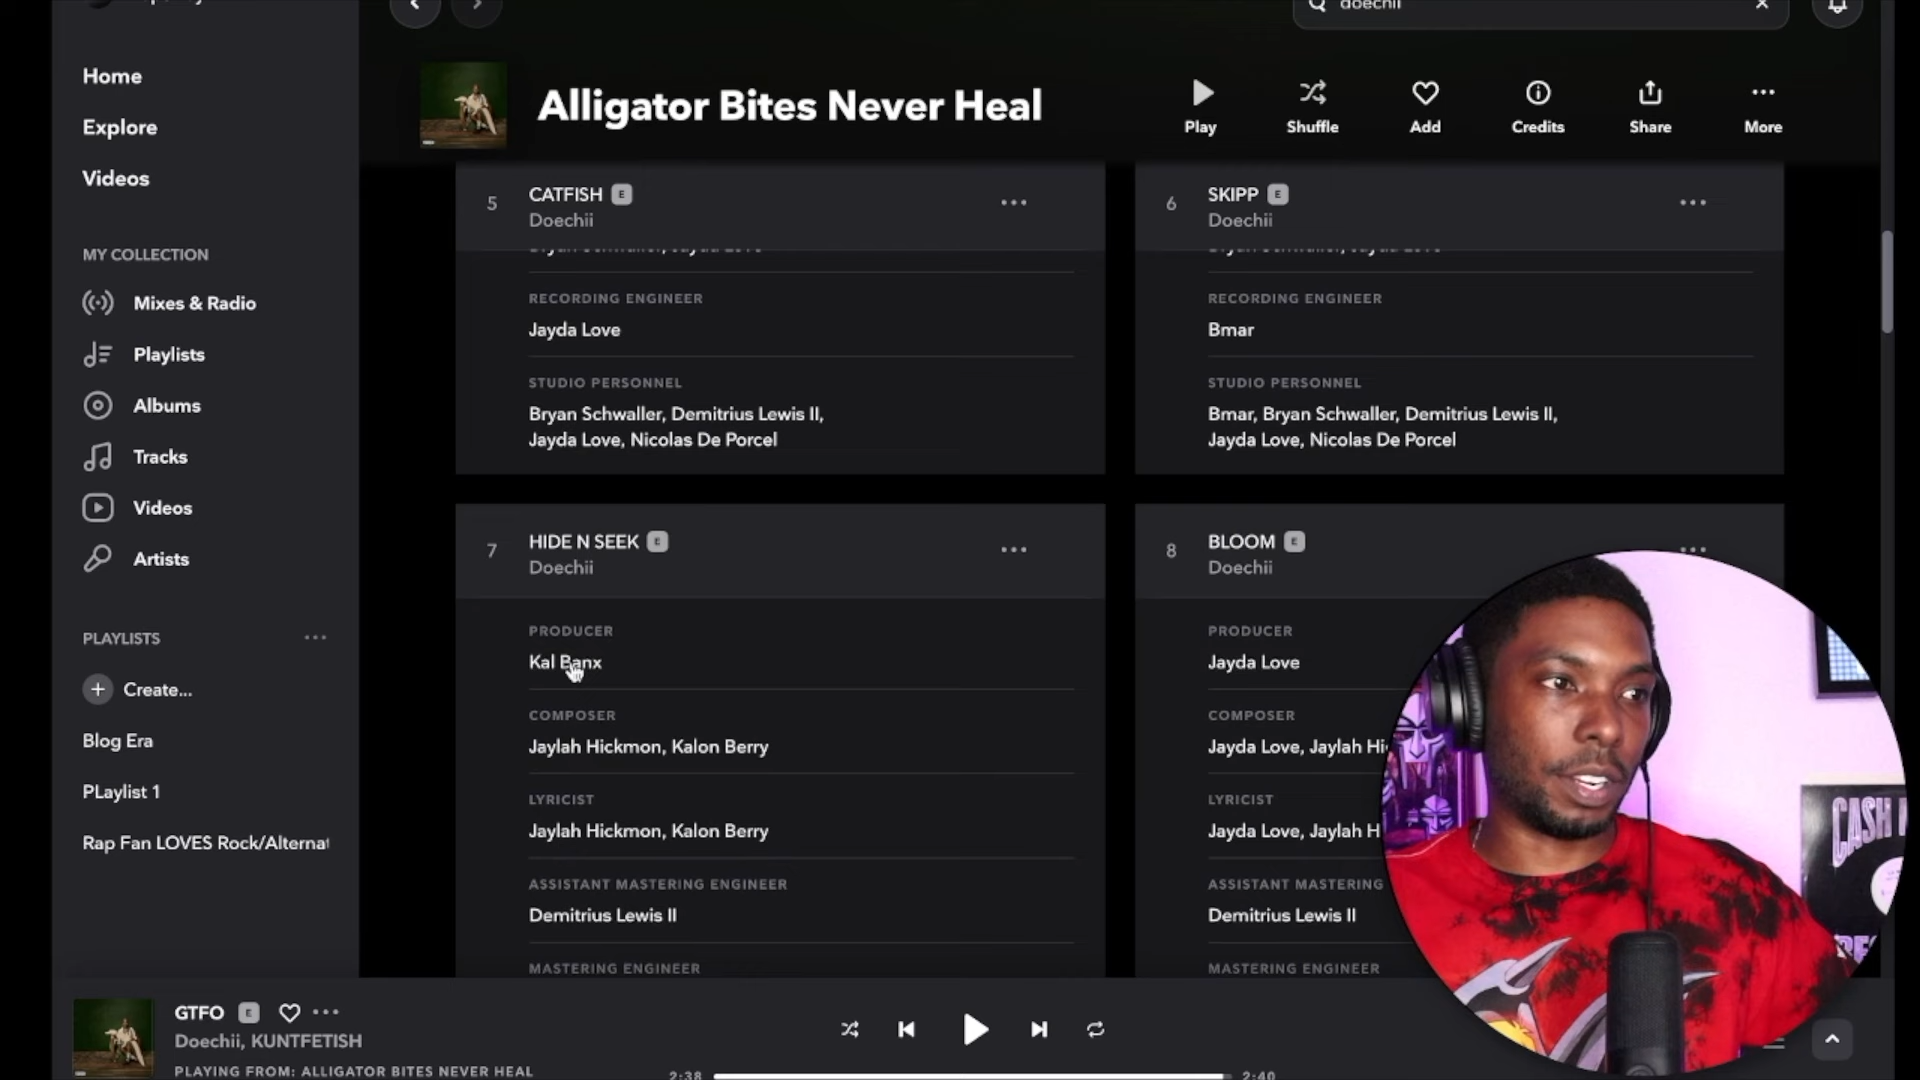 doechii
Home
Explore
Videos
MY COLLECTION
Mixes & Radio
Playlists
Albums
Tracks
Videos
Artists
PLAYLISTS
Create...
Blog Era
PLaylist 1
Rap Fan LOVES Rock/Alterna
Alligator Bites Never Heal
Play
Shuffle
Add
Credits
Share
More
5
CATFISH E
Doechii
RECORDING ENGINEER
Jayda Love
STUDIO PERSONNEL
Bryan Schwaller, Demitrius Lewis II,
Jayda Love, Nicolas De Porcel
6
SKIPP E
Doechii
RECORDING ENGINEER
Bmar
STUDIO PERSONNEL
Bmar, Bryan Schwaller, Demitrius Lewis II,
Jayda Love, Nicolas De Porcel
7
HIDE N SEEK E
Doechii
PRODUCER
Kal Banx
COMPOSER
Jaylah Hickmon, Kalon Berry
LYRICIST
Jaylah Hickmon, Kalon Berry
ASSISTANT MASTERING ENGINEER
Demitrius Lewis II
MASTERING ENGINEER
8
BLOOM E
Doechii
PRODUCER
Jayda Love
COMPOSER
Jayda Love, Jaylah Hi
LYRICIST
Jayda Love, Jaylah H
ASSISTANT MASTERING
Demitrius Lewis II
MASTERING ENGINEER
CASH
GTFO E
Doechii, KUNTFETISH
PLAYING FROM: ALLIGATOR BITES NEVER HEAL
2:38
2:40